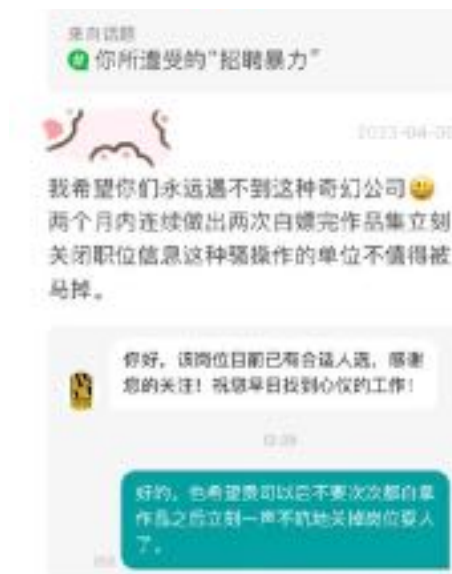 来自话题
你所遭受的“招聘暴力”
我希望你们永远遇不到这种奇幻公司
两个月内连续做出两次白嫖完作品集立刻
关闭职位信息这种骚操作的单位不值得被
马掉。
你好，该岗位目前已有合适人选，感谢
您的关注！祝您早日找到心仪的工作！
好的，也希望贵司以后不要次次都白拿
作品之后立刻一声不吭地关掉岗位耍人
了。